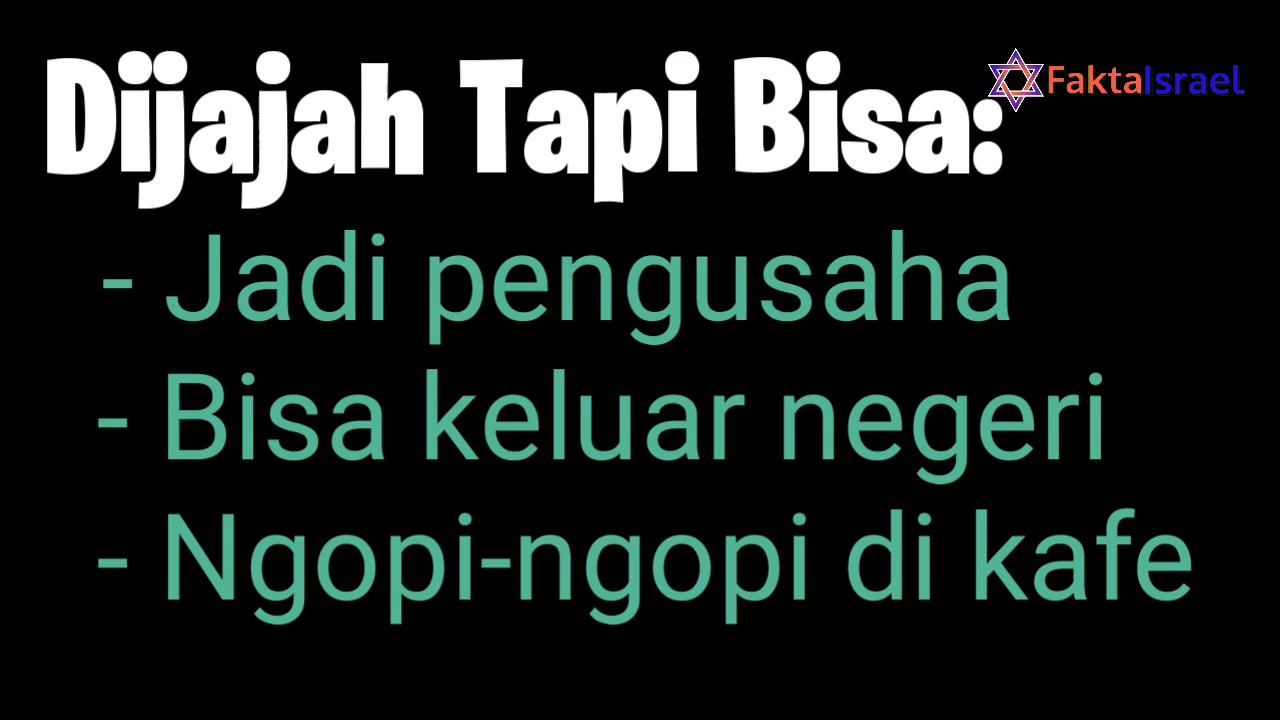 Dijajah Tapi Bisa:
FaktaIsrael
- Jadi pengusaha
- Bisa keluar negeri
- Ngopi-ngopi di kafe